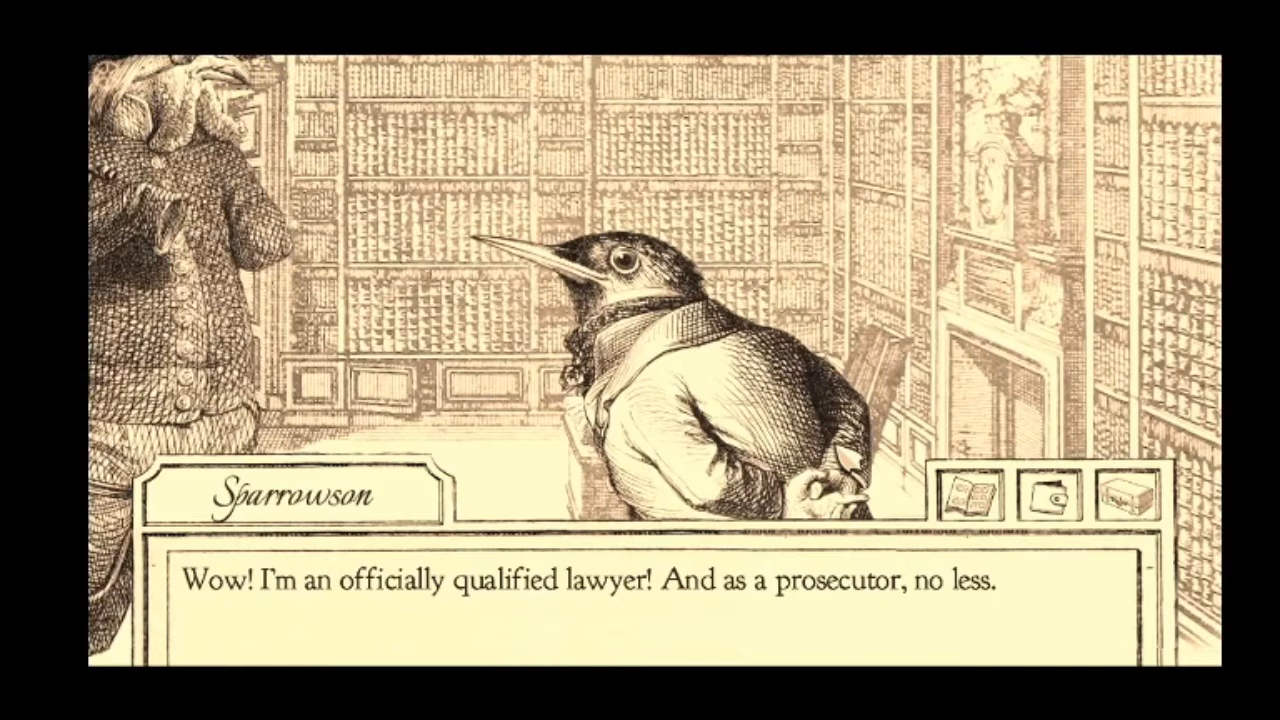 Sparrowson
Wow! I'm an officially qualified lawyer! And as a prosecutor, no less.